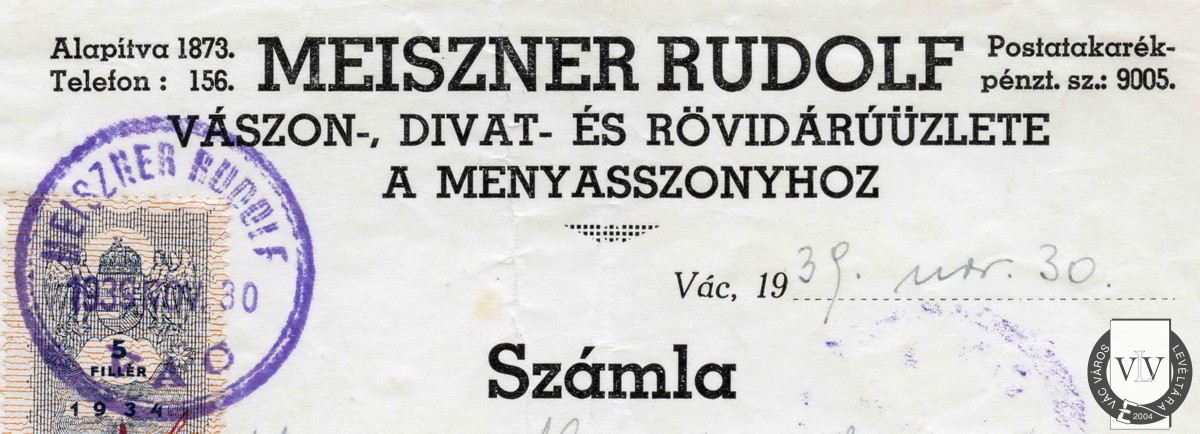 Alapítva 1873.
Telefon : 156.
MEISZNER RUDOLF
Postatakarék-
pénzt. sz.: 9005.
VÁSZON-, DIVAT- ÉS RÖVIDÁRÚÜZLETE
A MENYASSZONYHOZ
MEISZNER RUDOLF
1939 NOV. 30
5
FILLÉR
1934
Vác, 1939. nov. 30.
Számla
VÁC VÁROS LEVÉLTÁRA
VLV
2004